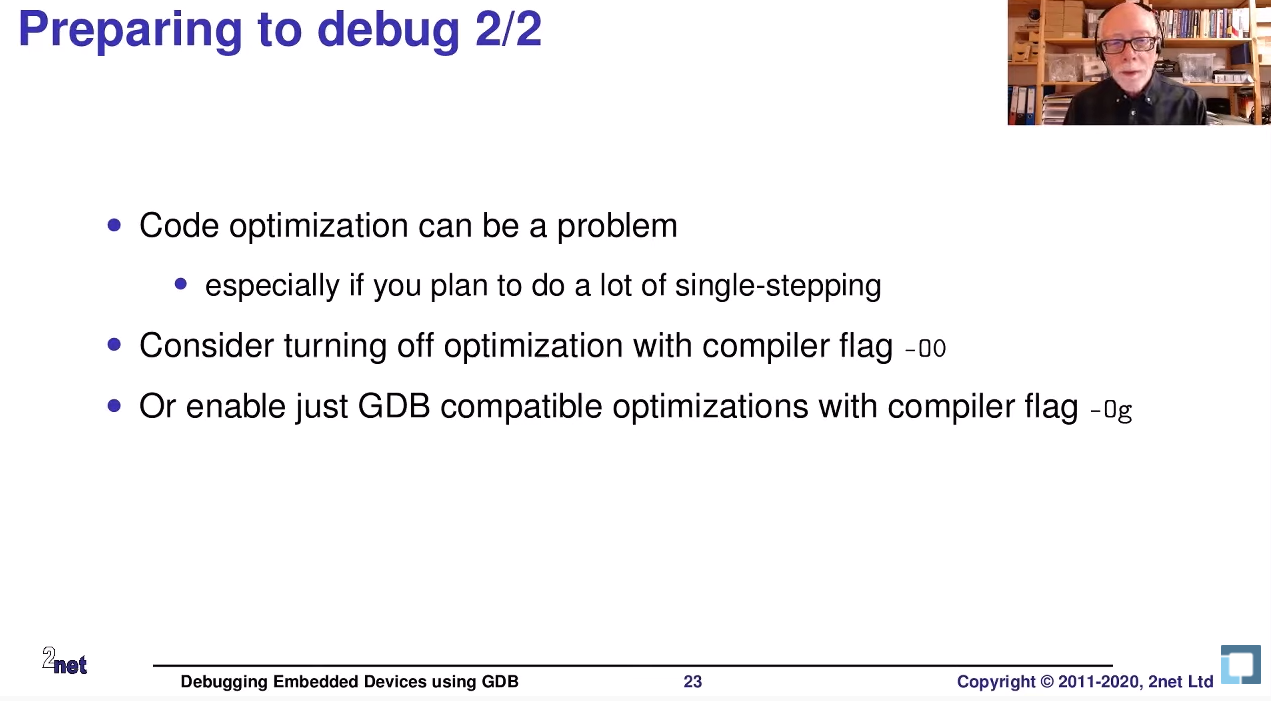 Preparing to debug 2/2
Code optimization can be a problem
especially if you plan to do a lot of single-stepping
Consider turning off optimization with compiler flag -O0
Or enable just GDB compatible optimizations with compiler flag -Og
2net
Debugging Embedded Devices using GDB
23
Copyright © 2011-2020, 2net Ltd